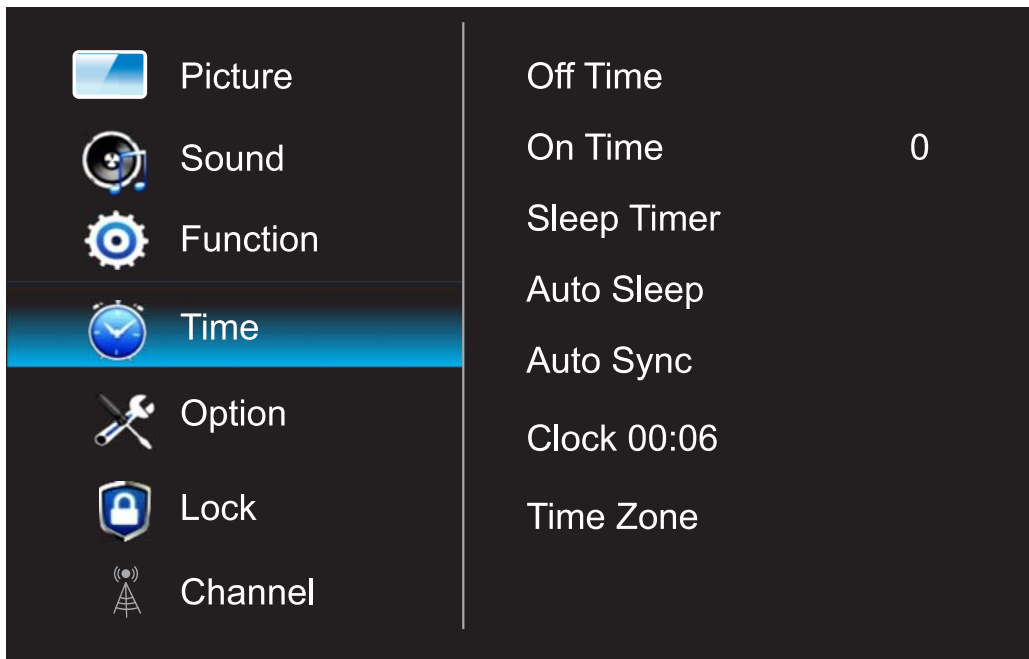 Picture
Sound
Function
Time
Option
Lock
Channel
Off Time
On Time 0
Sleep Timer
Auto Sleep
Auto Sync
Clock 00:06
Time Zone